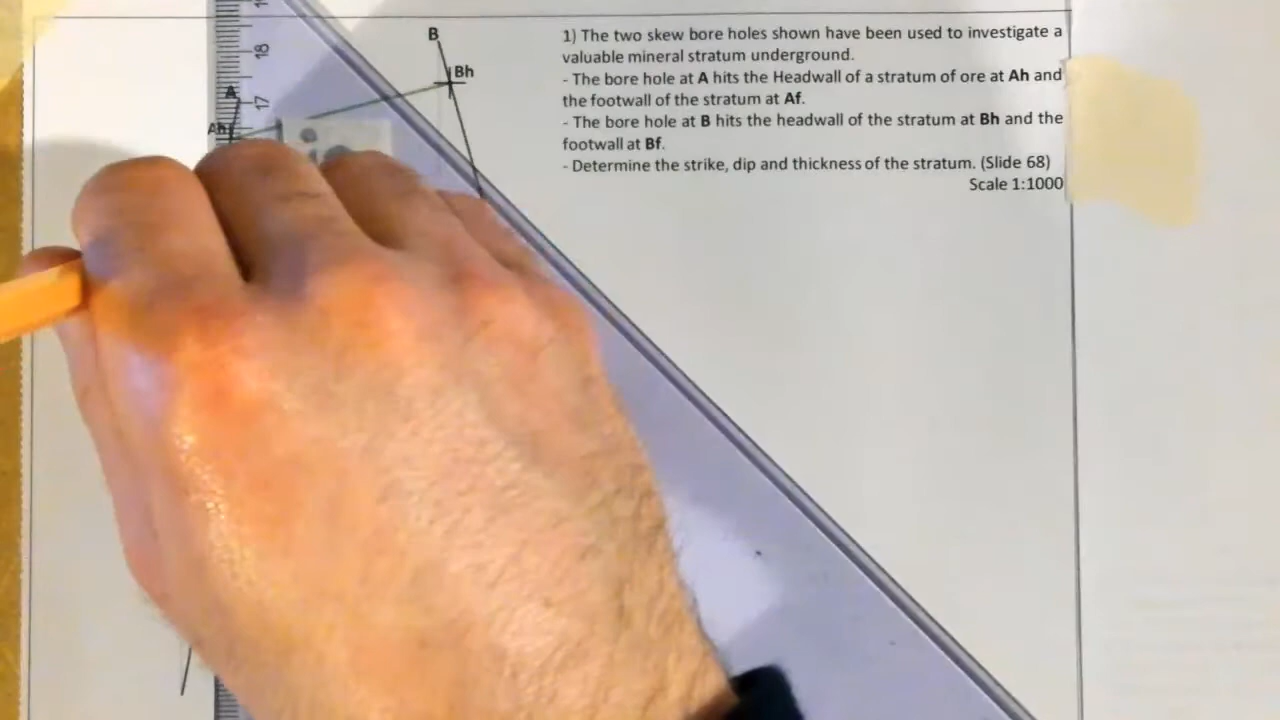 B
Bh
18
A
17
Ah
1) The two skew bore holes shown have been used to investigate a
valuable mineral stratum underground.
- The bore hole at A hits the Headwall of a stratum of ore at Ah and
the footwall of the stratum at Af.
- The bore hole at B hits the headwall of the stratum at Bh and the
footwall at Bf.
- Determine the strike, dip and thickness of the stratum. (Slide 68)
Scale 1:1000